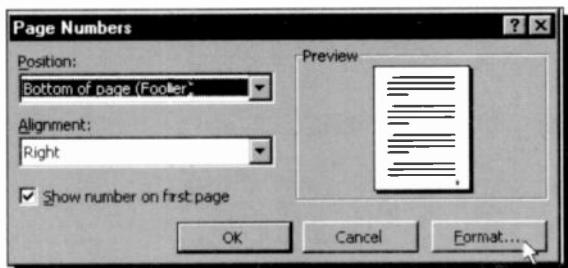 Page Numbers
Position:
Bottom of page (Footer)
Alignment:
Right
Show number on first page
Preview
OK
Cancel
Format...